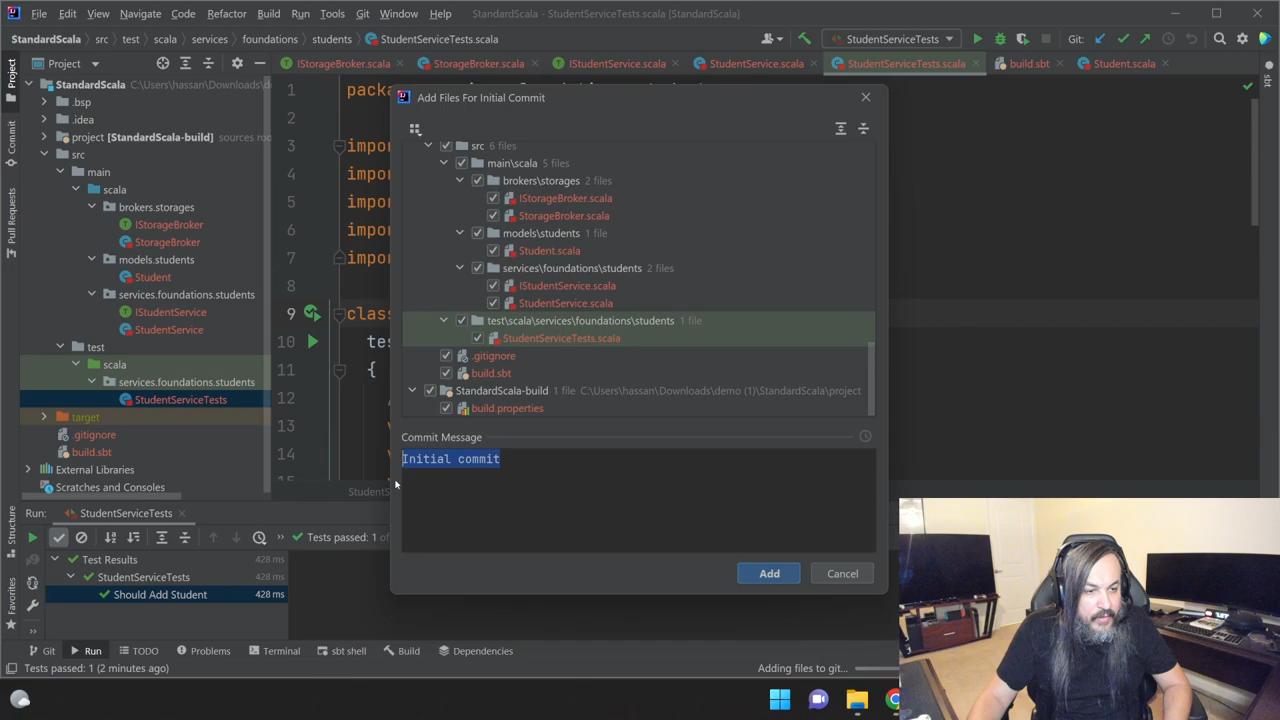 File Edit View Navigate Code Refactor Build Run Tools Git Window Help StandardScala - StudentServiceTests.scala [StandardScala]
StandardScala src test scala services foundations students StudentServiceTests.scala StudentServiceTests Git:
Project IStorageBroker.scala StorageBroker.scala IStudentService.scala StudentService.scala StudentServiceTests.scala build.sbt Student.scala
Project
Commit
Pull Requests
Structure
Favorites
sbt
StandardScala C:\Users\hassan\Downloads\de
.bsp
.idea
project [StandardScala-build] sources ro
src
main
scala
brokers.storages
IStorageBroker
StorageBroker
models.students
Student
services.foundations.students
IStudentService
StudentService
test
scala
services.foundations.students
StudentServiceTests
target
.gitignore
build.sbt
External Libraries
Scratches and Consoles
1 packa
2
3 impor
4 impor
5 impor
6 impor
7 impor
8
9 class
10 tes
11 {
12
13
14
15
StudentS
Add Files For Initial Commit
src 6 files
main\scala 5 files
brokers\storages 2 files
IStorageBroker.scala
StorageBroker.scala
models\students 1 file
Student.scala
services\foundations\students 2 files
IStudentService.scala
StudentService.scala
test\scala\services\foundations\students 1 file
StudentServiceTests.scala
.gitignore
build.sbt
StandardScala-build 1 file C:\Users\hassan\Downloads\demo (1)\StandardScala\project
build.properties
Commit Message
Initial commit
Add Cancel
Run: StudentServiceTests
Tests passed: 1 of
Test Results 428 ms
StudentServiceTests 428 ms
Should Add Student 428 ms
Git Run TODO Problems Terminal sbt shell Build Dependencies
Tests passed: 1 (2 minutes ago) Adding files to git...